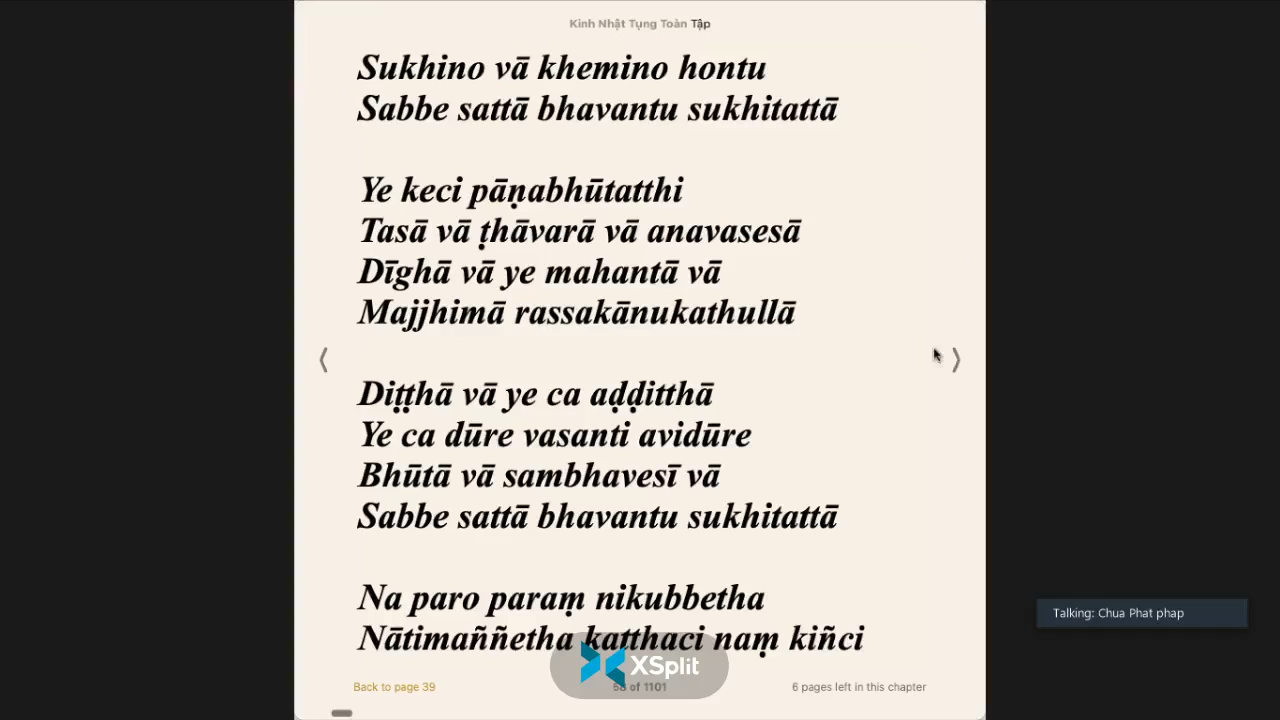 Kinh Nhật Tụng Toàn Tập
Sukhino vā khemino hontu
Sabbe sattā bhavantu sukhitattā
Ye keci pāṇabhūtatthi
Tasā vā ṭhāvarā vā anavasesā
Dīghā vā ye mahantā vā
Majjhimā rassakānukathullā
Diṭṭhā vā ye ca aḍḍitthā
Ye ca dūre vasanti avidūre
Bhūtā vā sambhavesī vā
Sabbe sattā bhavantu sukhitattā
Talking: Chua Phat phap
Na paro paraṃ nikubbetha
Nātimaññetha katthaci naṃ kiñci
XSplit
Back to page 39
58 of 1101
6 pages left in this chapter